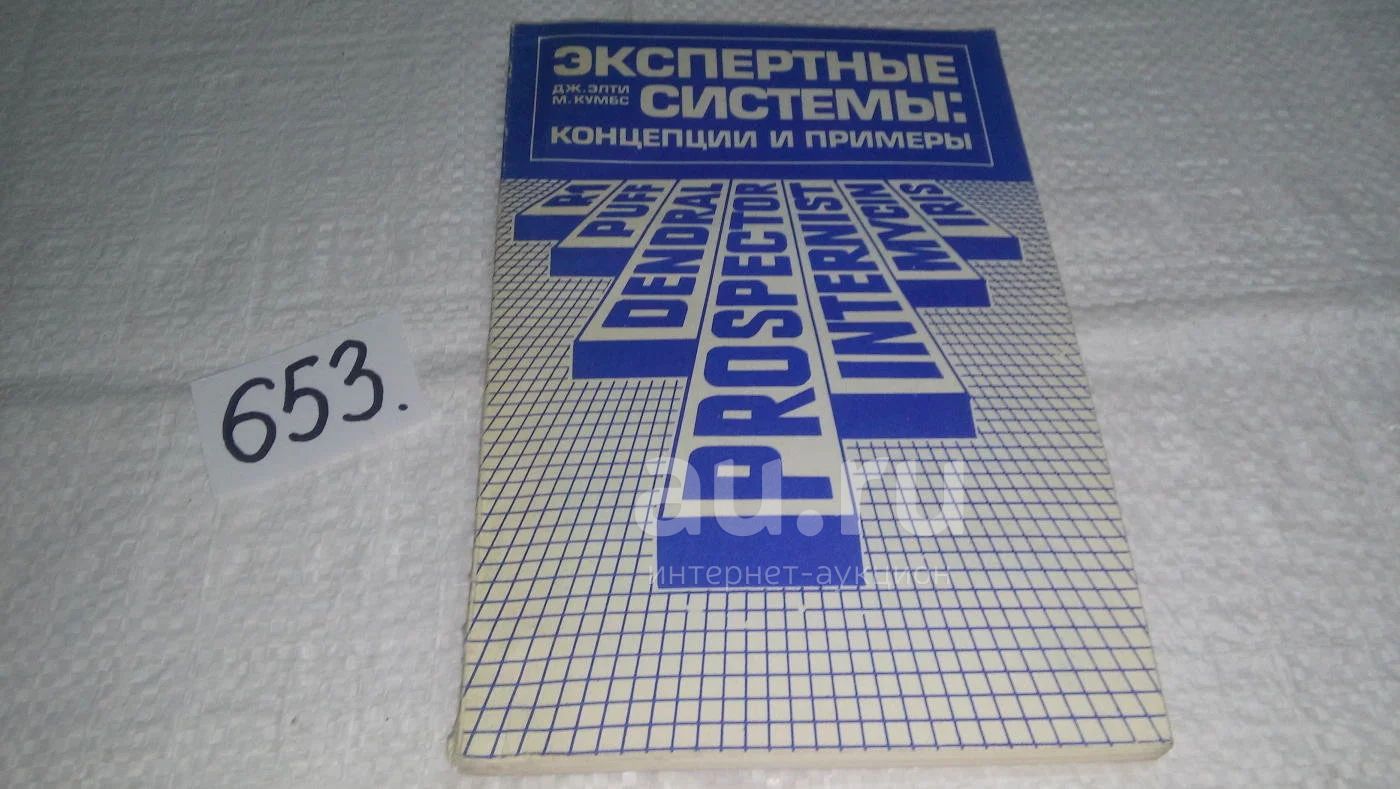 ЭКСПЕРТНЫЕ
ДЖ. ЭЛТИ
М. КУМБС
СИСТЕМЫ:
КОНЦЕПЦИИ И ПРИМЕРЫ
R1
PUFF
DENDRAL
PROSPECTOR
INTERNIST
MYCIN
IRIS
653.
au.ru
интернет-аукцион